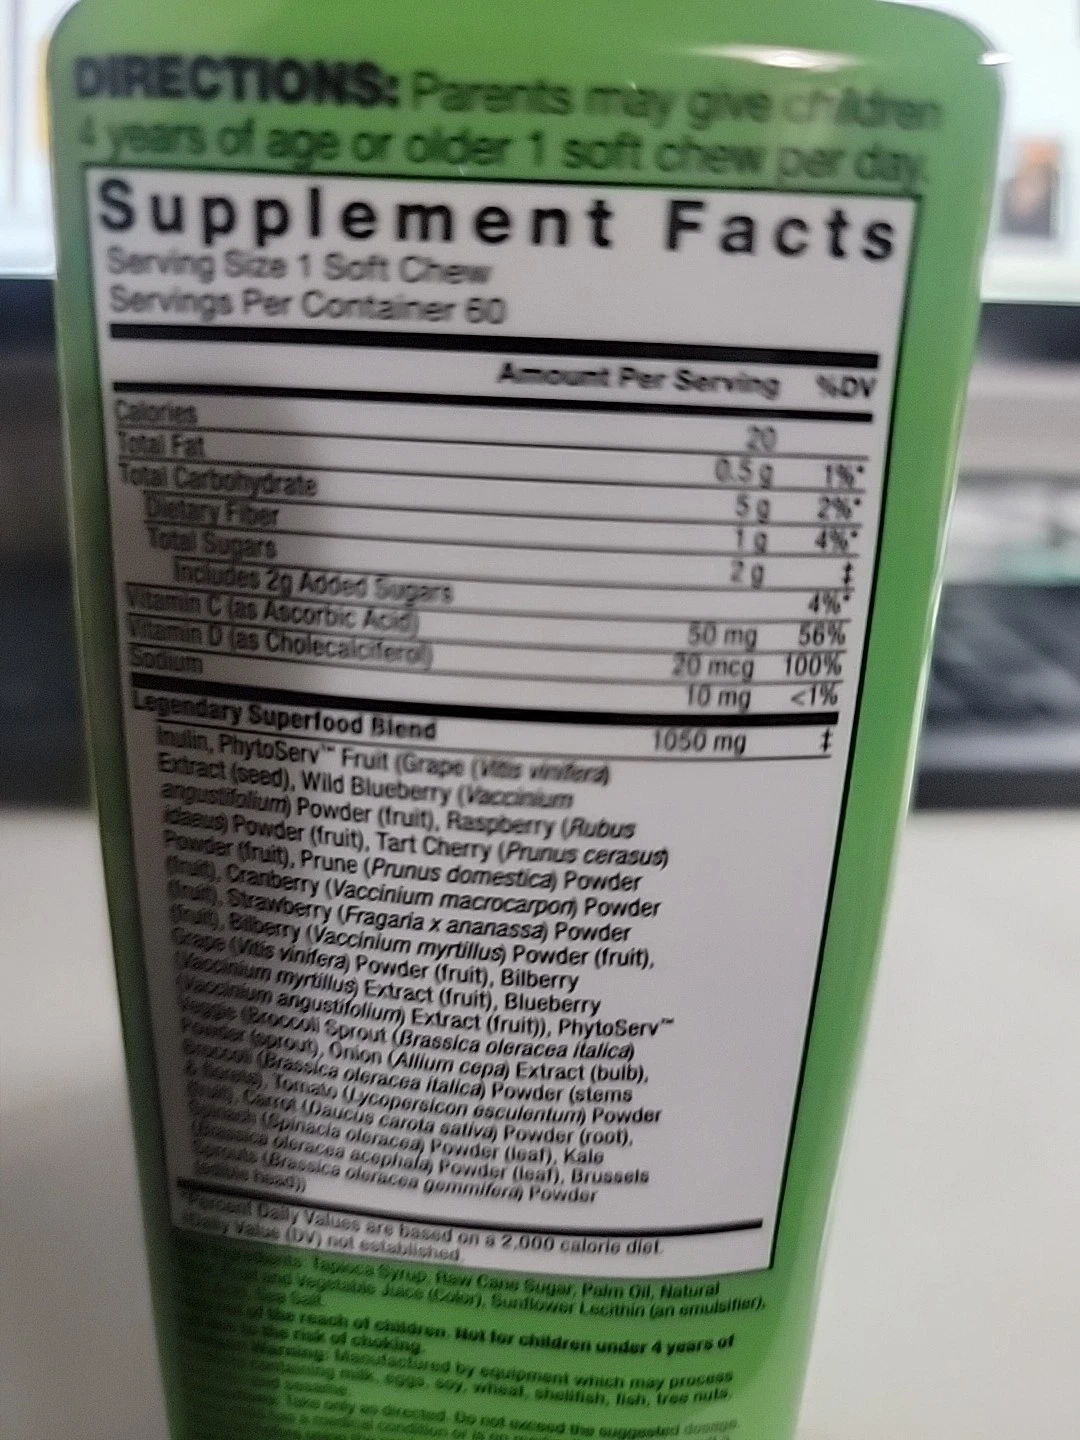 DIRECTIONS: Parents may give children
4 years of age or older 1 soft chew per day.
Supplement Facts
Serving Size 1 Soft Chew
Servings Per Container 60
Amount Per Serving %DV
Calories 20
Total Fat 0.5 g 1%*
Total Carbohydrate 5 g 2%*
Dietary Fiber 1 g 4%*
Total Sugars 2 g ‡
Includes 2g Added Sugars 4%*
Vitamin C (as Ascorbic Acid) 50 mg 56%
Vitamin D (as Cholecalciferol) 20 mcg 100%
Sodium 10 mg <1%
Legendary Superfood Blend 1050 mg ‡
Inulin, PhytoServ™ Fruit (Grape (Vitis vinifera)
Extract (seed), Wild Blueberry (Vaccinium
angustifolium) Powder (fruit), Raspberry (Rubus
idaeus) Powder (fruit), Tart Cherry (Prunus cerasus)
Powder (fruit), Prune (Prunus domestica) Powder
(fruit), Cranberry (Vaccinium macrocarpon) Powder
(fruit), Strawberry (Fragaria x ananassa) Powder
(fruit), Bilberry (Vaccinium myrtillus) Powder (fruit),
Grape (Vitis vinifera) Powder (fruit), Bilberry
(Vaccinium myrtillus) Extract (fruit), Blueberry
(Vaccinium angustifolium) Extract (fruit)), PhytoServ™
Veggie (Broccoli Sprout (Brassica oleracea italica)
Powder (sprout), Onion (Allium cepa) Extract (bulb),
Broccoli (Brassica oleracea italica) Powder (stems
& florets), Tomato (Lycopersicon esculentum) Powder
(fruit), Carrot (Daucus carota sativa) Powder (root),
Spinach (Spinacia oleracea) Powder (leaf), Kale
(Brassica oleracea acephala) Powder (leaf), Brussels
Sprouts (Brassica oleracea gemmifera) Powder
(edible head))
*Percent Daily Values are based on a 2,000 calorie diet.
‡Daily Value (DV) not established.
Ingredients: Tapioca Syrup, Raw Cane Sugar, Palm Oil, Natural
and Vegetable Juice (Color), Sunflower Lecithin (an emulsifier),
Sea Salt.
out of the reach of children. Not for children under 4 years of
the risk of choking.
Warning: Manufactured by equipment which may process
containing milk, eggs, soy, wheat, shellfish, fish, tree nuts,
sesame.
Take only as directed. Do not exceed the suggested dosage
a medical condition or